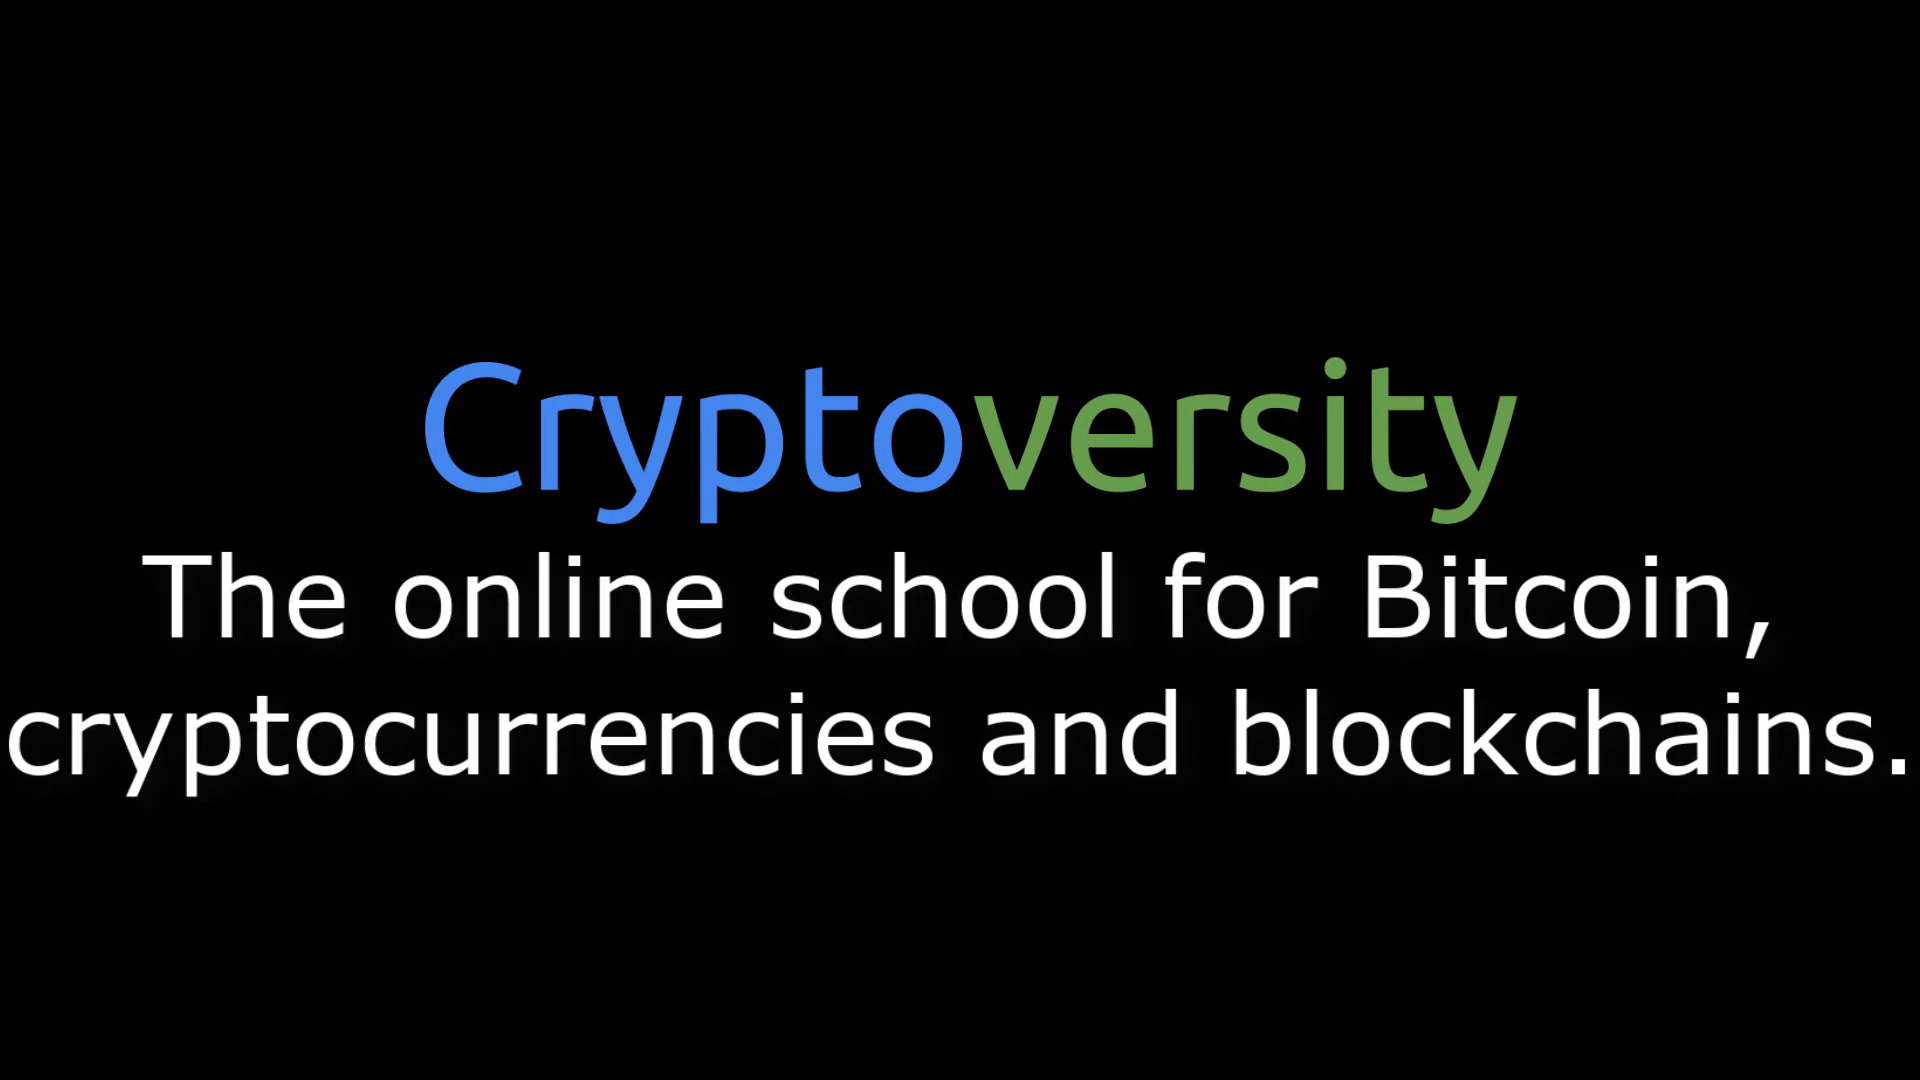 Cryptoversity
The online school for Bitcoin,
cryptocurrencies and blockchains.